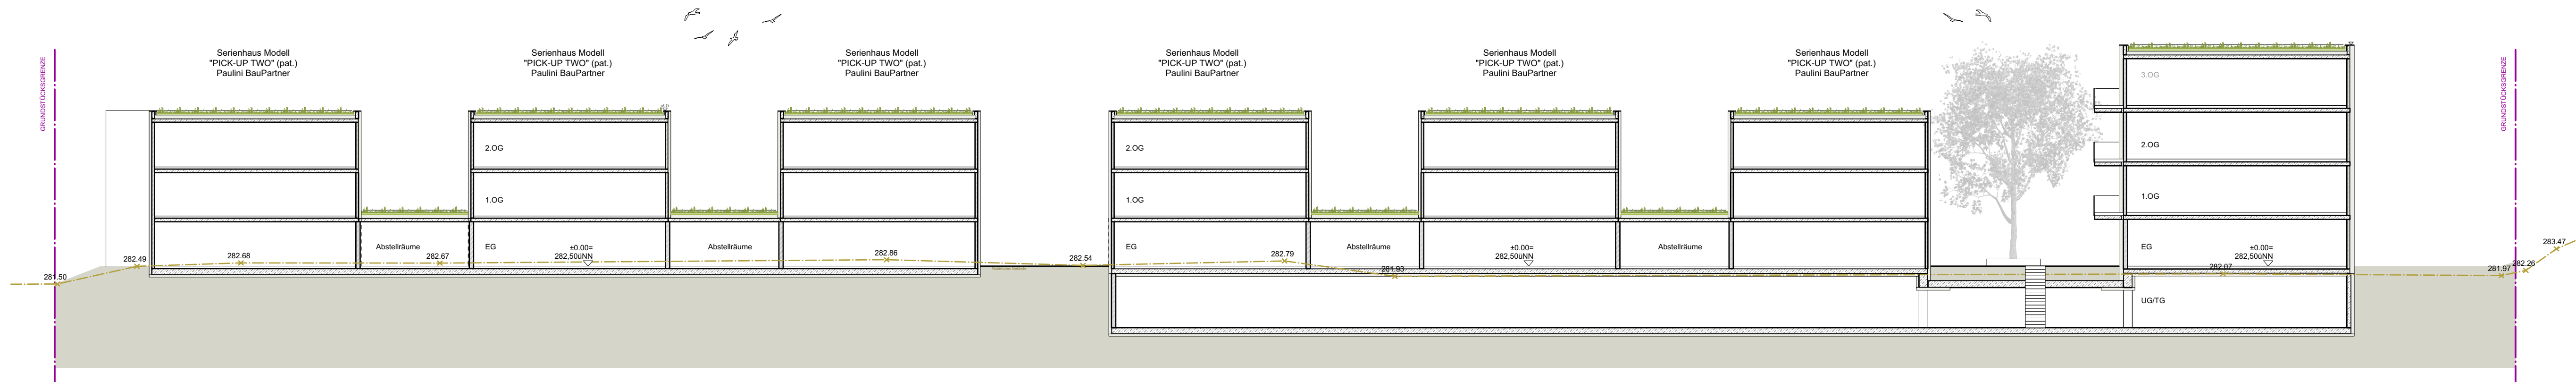 Serienhaus Modell
"PICK-UP TWO" (pat.)
Paulini BauPartner
Serienhaus Modell
"PICK-UP TWO" (pat.)
Paulini BauPartner
Serienhaus Modell
"PICK-UP TWO" (pat.)
Paulini BauPartner
Serienhaus Modell
"PICK-UP TWO" (pat.)
Paulini BauPartner
Serienhaus Modell
"PICK-UP TWO" (pat.)
Paulini BauPartner
Serienhaus Modell
"PICK-UP TWO" (pat.)
Paulini BauPartner
GRUNDSTÜCKSGRENZE
GRUNDSTÜCKSGRENZE
3.OG
2.OG
2.OG
2.OG
1.OG
1.OG
1.OG
Abstellräume
EG
±0.00=
282,50üNN
Abstellräume
EG
Abstellräume
±0.00=
282,50üNN
Abstellräume
EG
±0.00=
282,50üNN
281.50
282.49
282.68
282.67
282.86
282.54
282.79
281.93
282.07
281.97
282.26
283.47
UG/TG